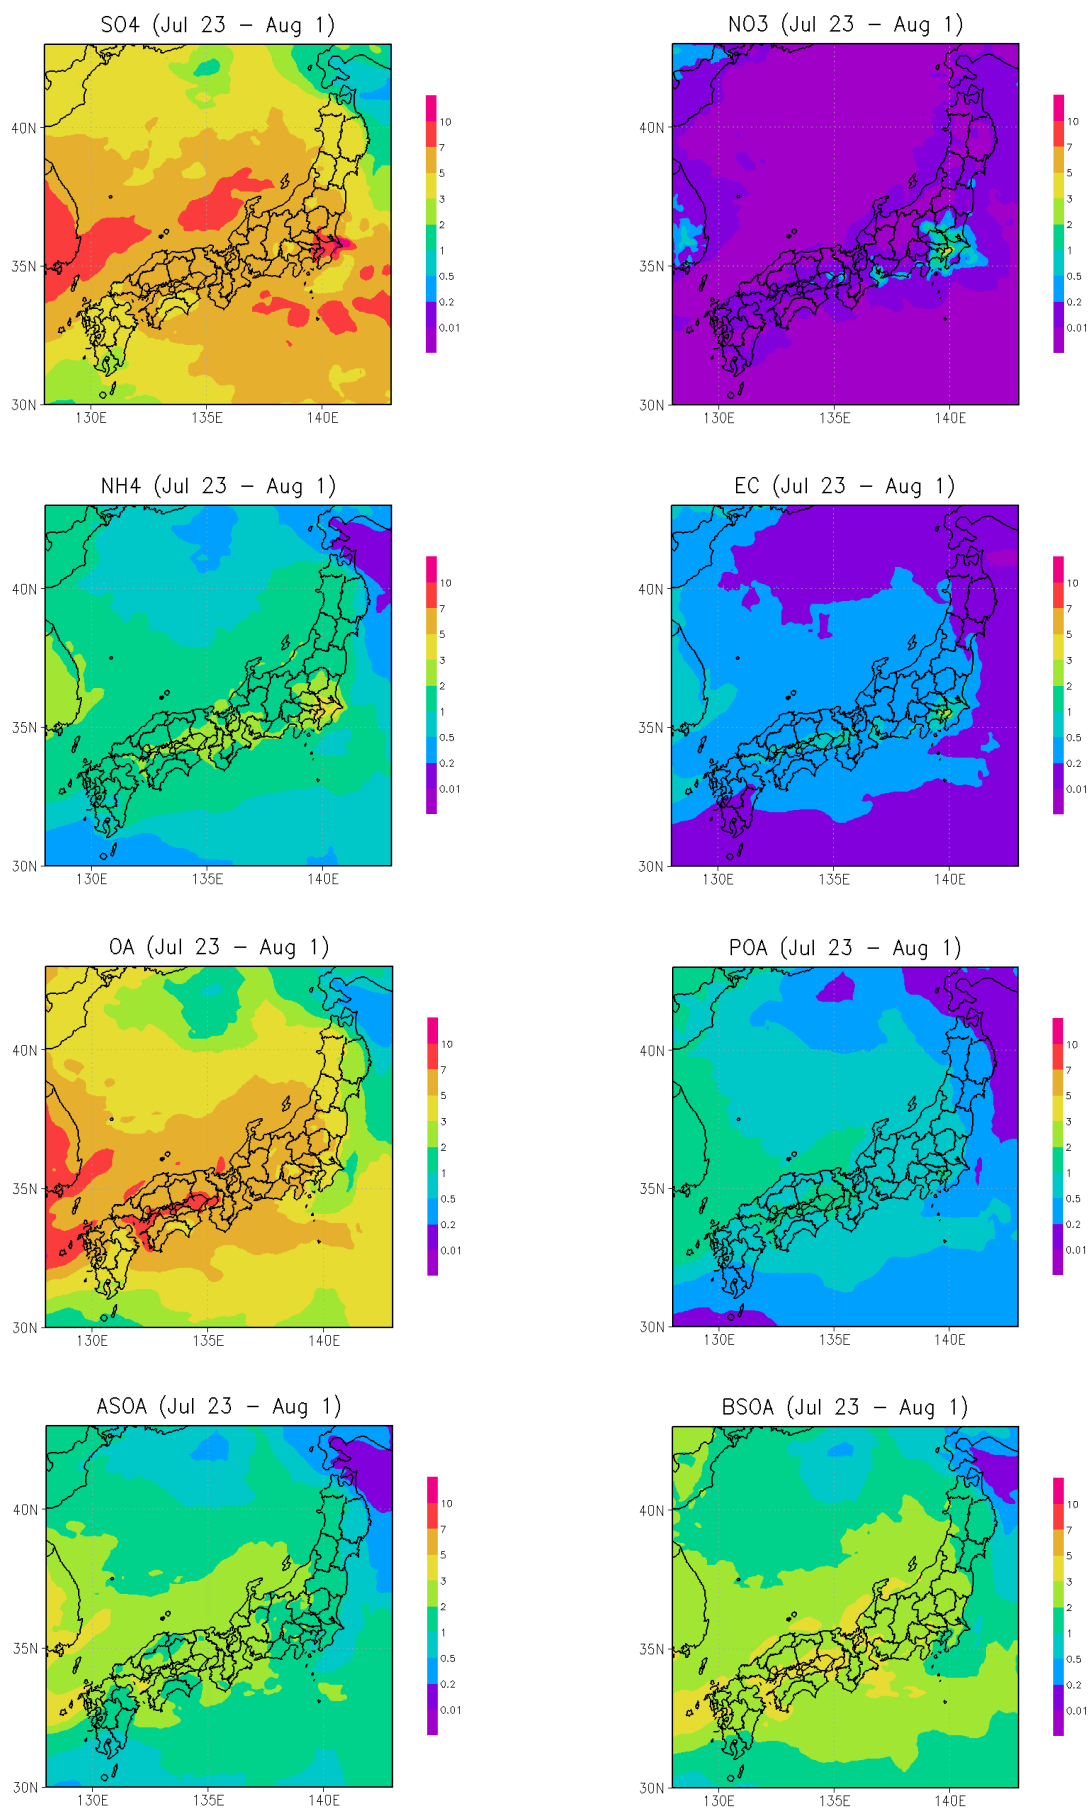 SO4 (Jul 23 – Aug 1)
NO3 (Jul 23 – Aug 1)
40N
35N
30N
130E
135E
140E
10
7
5
3
2
1
0.5
0.2
0.01
130E
135E
140E
40N
35N
30N
10
7
5
3
2
1
0.5
0.2
0.01
NH4 (Jul 23 – Aug 1)
EC (Jul 23 – Aug 1)
40N
35N
30N
130E
135E
140E
10
7
5
3
2
1
0.5
0.2
0.01
40N
35N
30N
130E
135E
140E
10
7
5
3
2
1
0.5
0.2
0.01
OA (Jul 23 – Aug 1)
POA (Jul 23 – Aug 1)
40N
35N
30N
130E
135E
140E
10
7
5
3
2
1
0.5
0.2
0.01
40N
35N
30N
130E
135E
140E
10
7
5
3
2
1
0.5
0.2
0.01
ASOA (Jul 23 – Aug 1)
BSOA (Jul 23 – Aug 1)
40N
35N
30N
130E
135E
140E
10
7
5
3
2
1
0.5
0.2
0.01
40N
35N
30N
130E
135E
140E
10
7
5
3
2
1
0.5
0.2
0.01